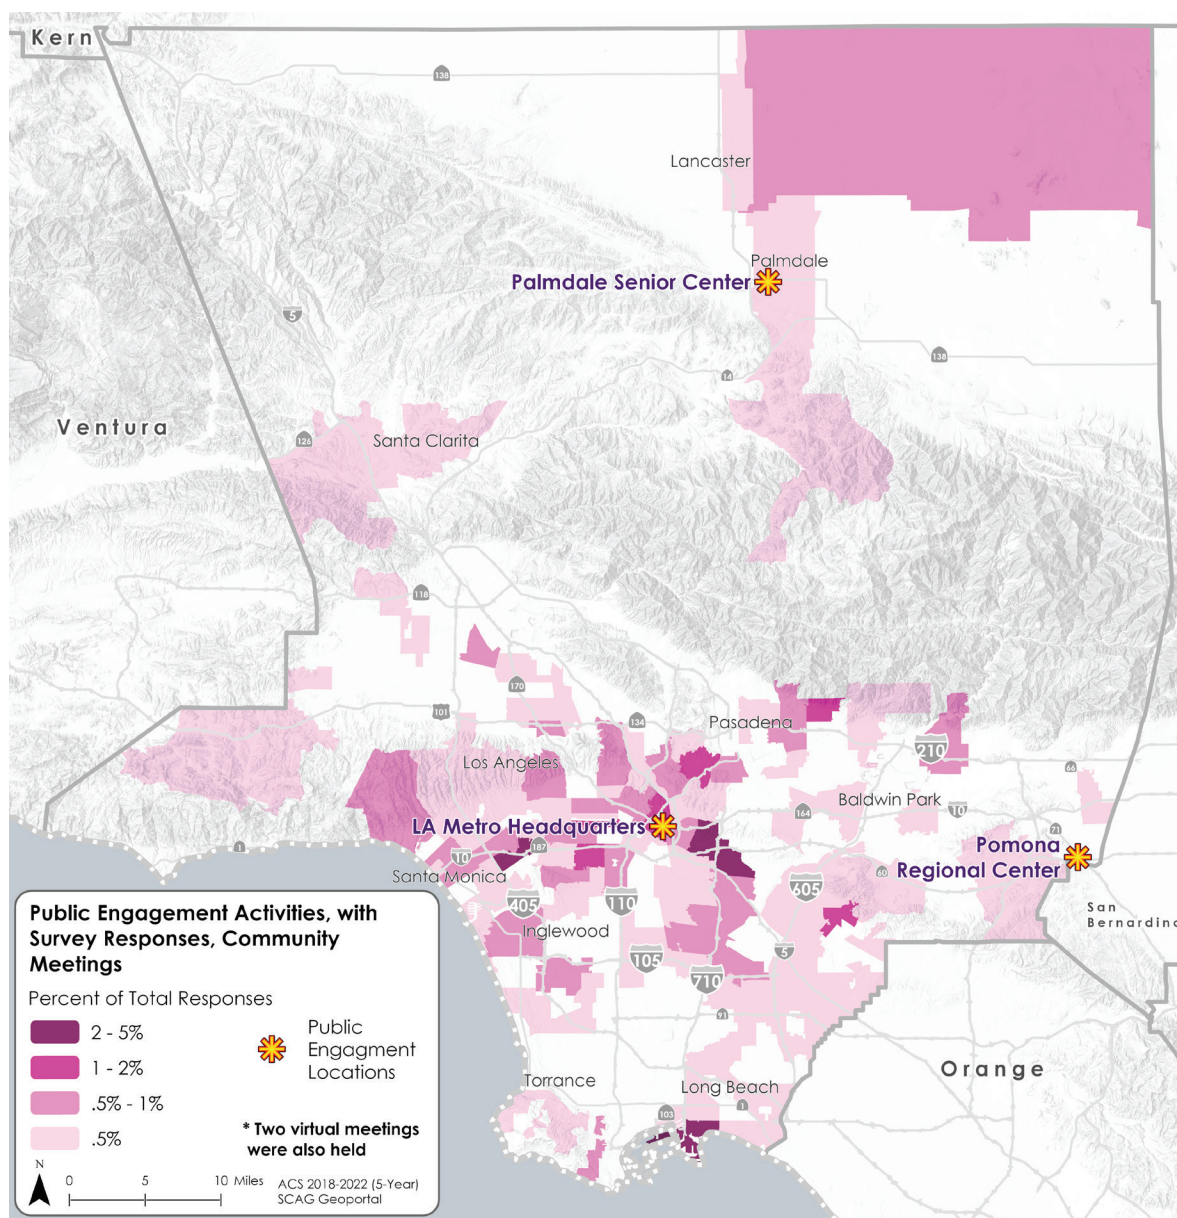 Kern
138
Lancaster
Palmdale
Palmdale Senior Center
5
138
14
Ventura
126
Santa Clarita
118
170
101
134
Pasadena
210
Los Angeles
66
Baldwin Park
10
164
LA Metro Headquarters
71
Pomona
Regional Center
1
10
187
Santa Monica
60
605
405
110
San
Bernardino
Inglewood
105
5
710
91
Orange
Torrance
Long Beach
103
1
Public Engagement Activities, with
Survey Responses, Community
Meetings
Percent of Total Responses
2 - 5%
1 - 2%
.5% - 1%
.5%
Public
Engagment
Locations
* Two virtual meetings
were also held
N
0 5 10 Miles
ACS 2018-2022 (5-Year)
SCAG Geoportal